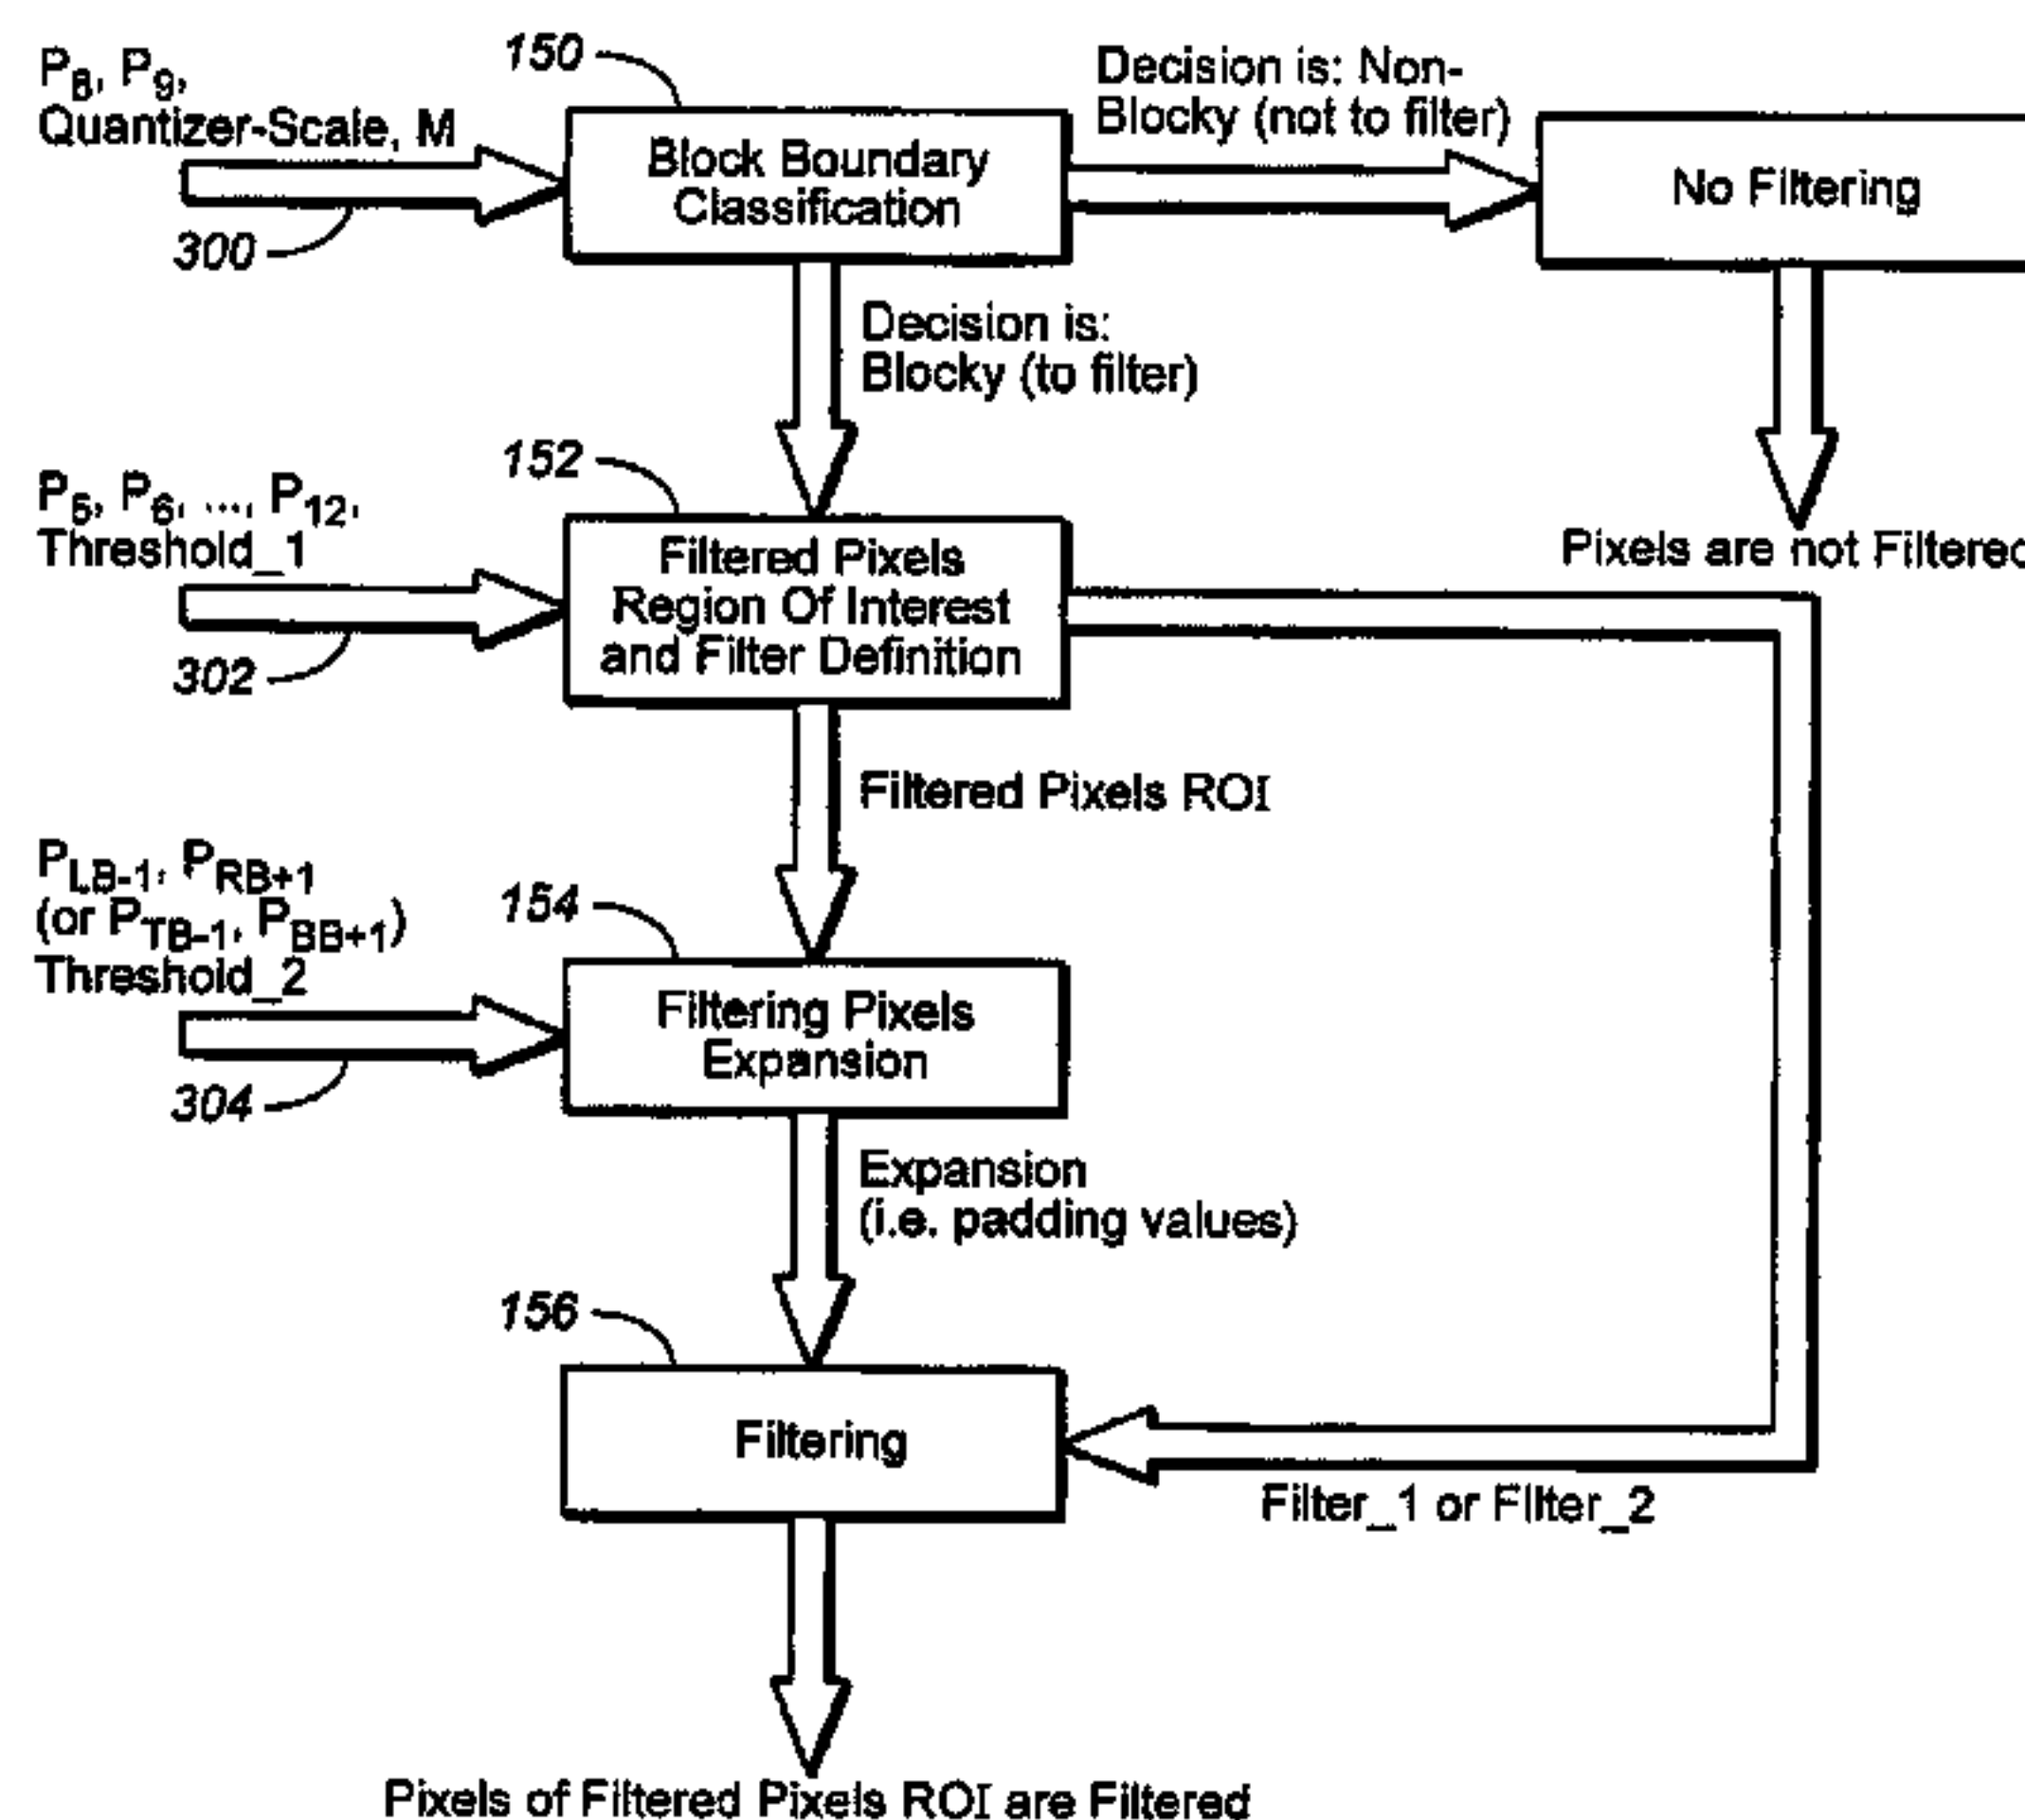 P8, P9,
Quantizer-Scale, M
150
Block Boundary
Classification
Decision is: Non-
Blocky (not to filter)
No Filtering
300
Decision is:
Blocky (to filter)
Pixels are not Filtered
P5, P6, ..., P12,
Threshold_1
152
Filtered Pixels
Region Of Interest
and Filter Definition
302
Filtered Pixels ROI
PLB-1, PRB+1
(or PTB-1, PBB+1)
Threshold_2
154
Filtering Pixels
Expansion
304
Expansion
(i.e. padding values)
156
Filtering
Filter_1 or Filter_2
Pixels of Filtered Pixels ROI are Filtered